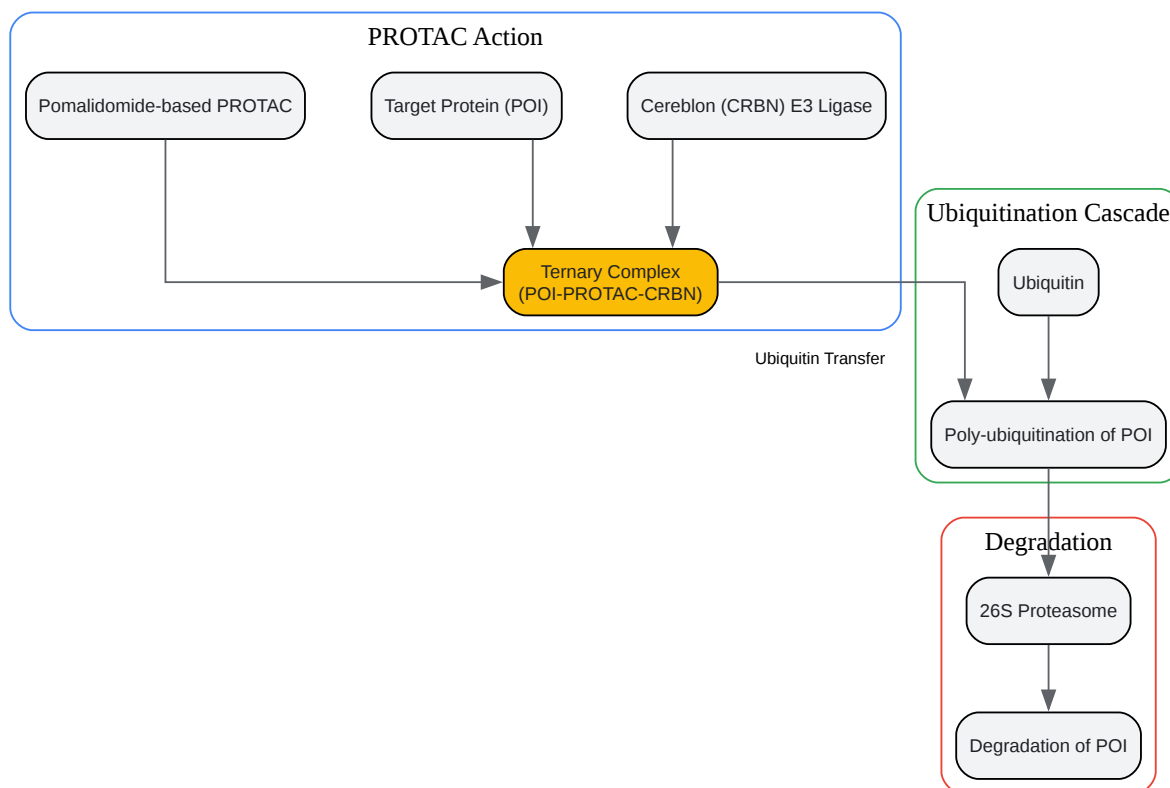 PROTAC Action
Pomalidomide-based PROTAC
Target Protein (POI)
Cereblon (CRBN) E3 Ligase
Ternary Complex
(POI-PROTAC-CRBN)
Ubiquitin Transfer
Ubiquitination Cascade
Ubiquitin
Poly-ubiquitination of POI
Degradation
26S Proteasome
Degradation of POI